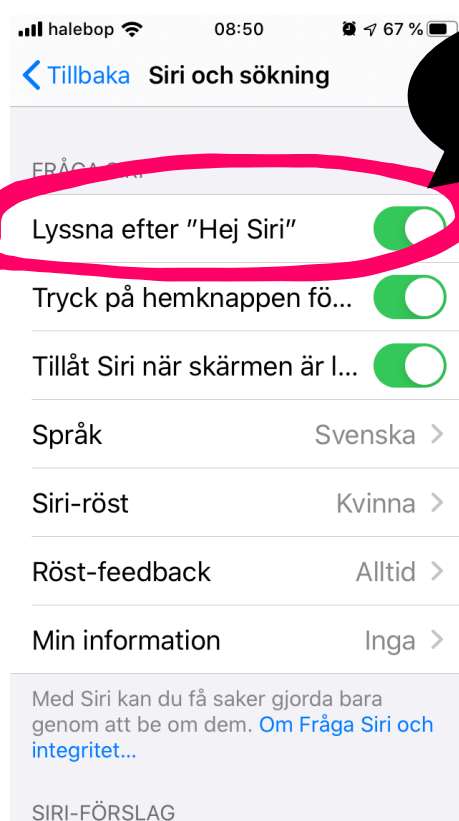 halebop 08:50 67 %
Tillbaka Siri och sökning
FRÅGA SIRI
Lyssna efter ”Hej Siri”
Tryck på hemknappen fö...
Tillåt Siri när skärmen är l...
Språk Svenska
Siri-röst Kvinna
Röst-feedback Alltid
Min information Inga
Med Siri kan du få saker gjorda bara
genom att be om dem. Om Fråga Siri och
integritet...
SIRI-FÖRSLAG